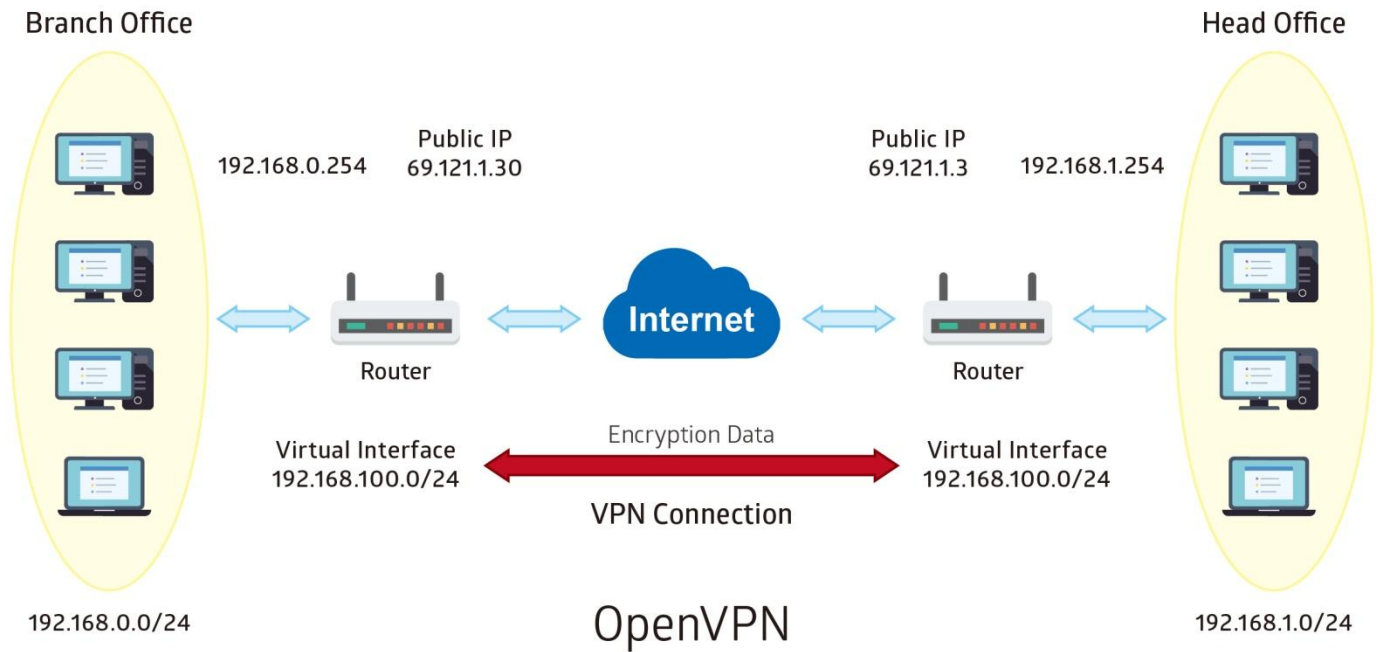 Branch Office
Head Office
Public IP
69.121.1.30
192.168.0.254
Public IP
69.121.1.3
192.168.1.254
Internet
Router
Router
Virtual Interface
192.168.100.0/24
Encryption Data
VPN Connection
Virtual Interface
192.168.100.0/24
192.168.0.0/24
OpenVPN
192.168.1.0/24